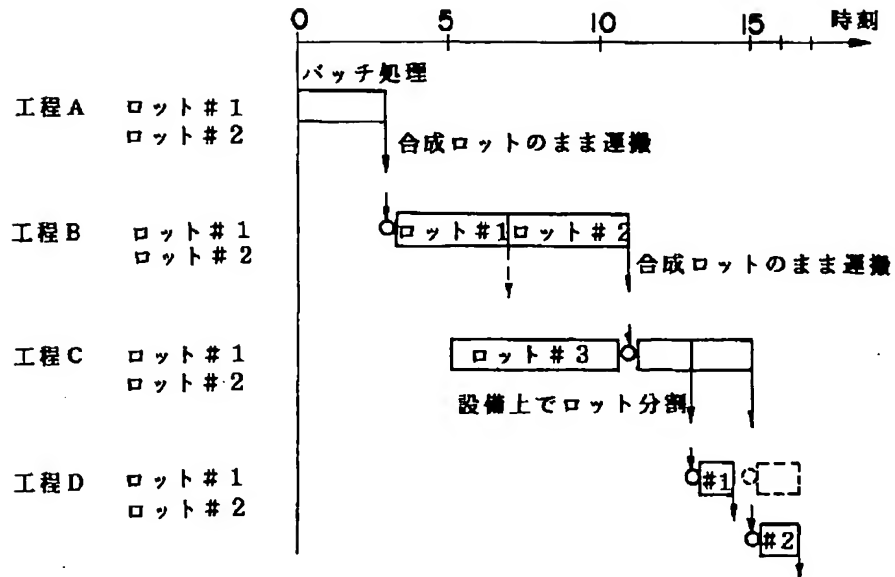 0 5 10 15 時刻
バッチ処理
工程A ロット#1
ロット#2
合成ロットのまま運搬
工程B ロット#1
ロット#2
ロット#1 ロット#2
合成ロットのまま運搬
工程C ロット#1
ロット#2
ロット#3
設備上でロット分割
工程D ロット#1
ロット#2
#1
#2